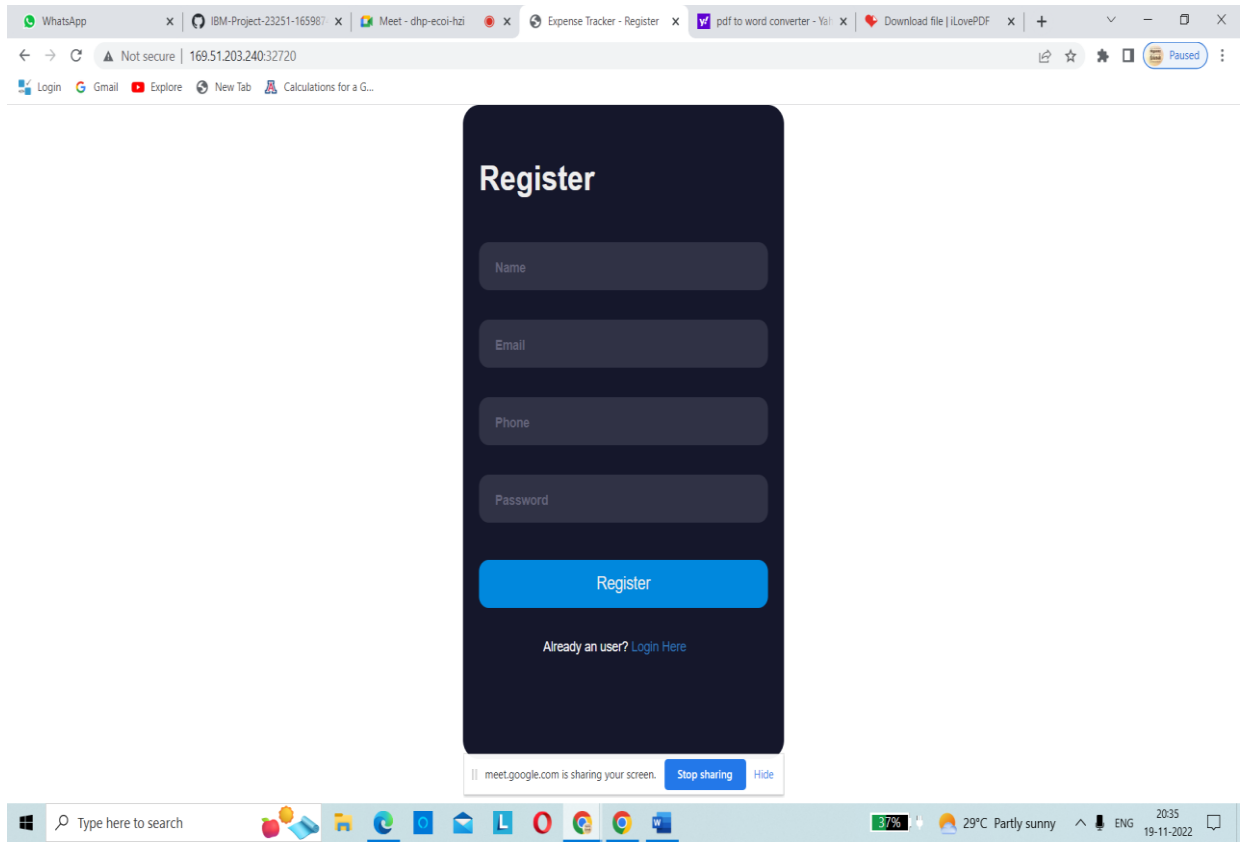 WhatsApp
IBM-Project-23251-165987
Meet - dhp-ecoi-hzi
Expense Tracker - Register
pdf to word converter - Yah
Download file | iLovePDF
Not secure | 169.51.203.240:32720
Paused
Login Gmail Explore New Tab Calculations for a G...
Register
Name
Email
Phone
Password
Register
Already an user? Login Here
meet.google.com is sharing your screen. Stop sharing Hide
Type here to search
37%
29°C Partly sunny
ENG
20:35
19-11-2022